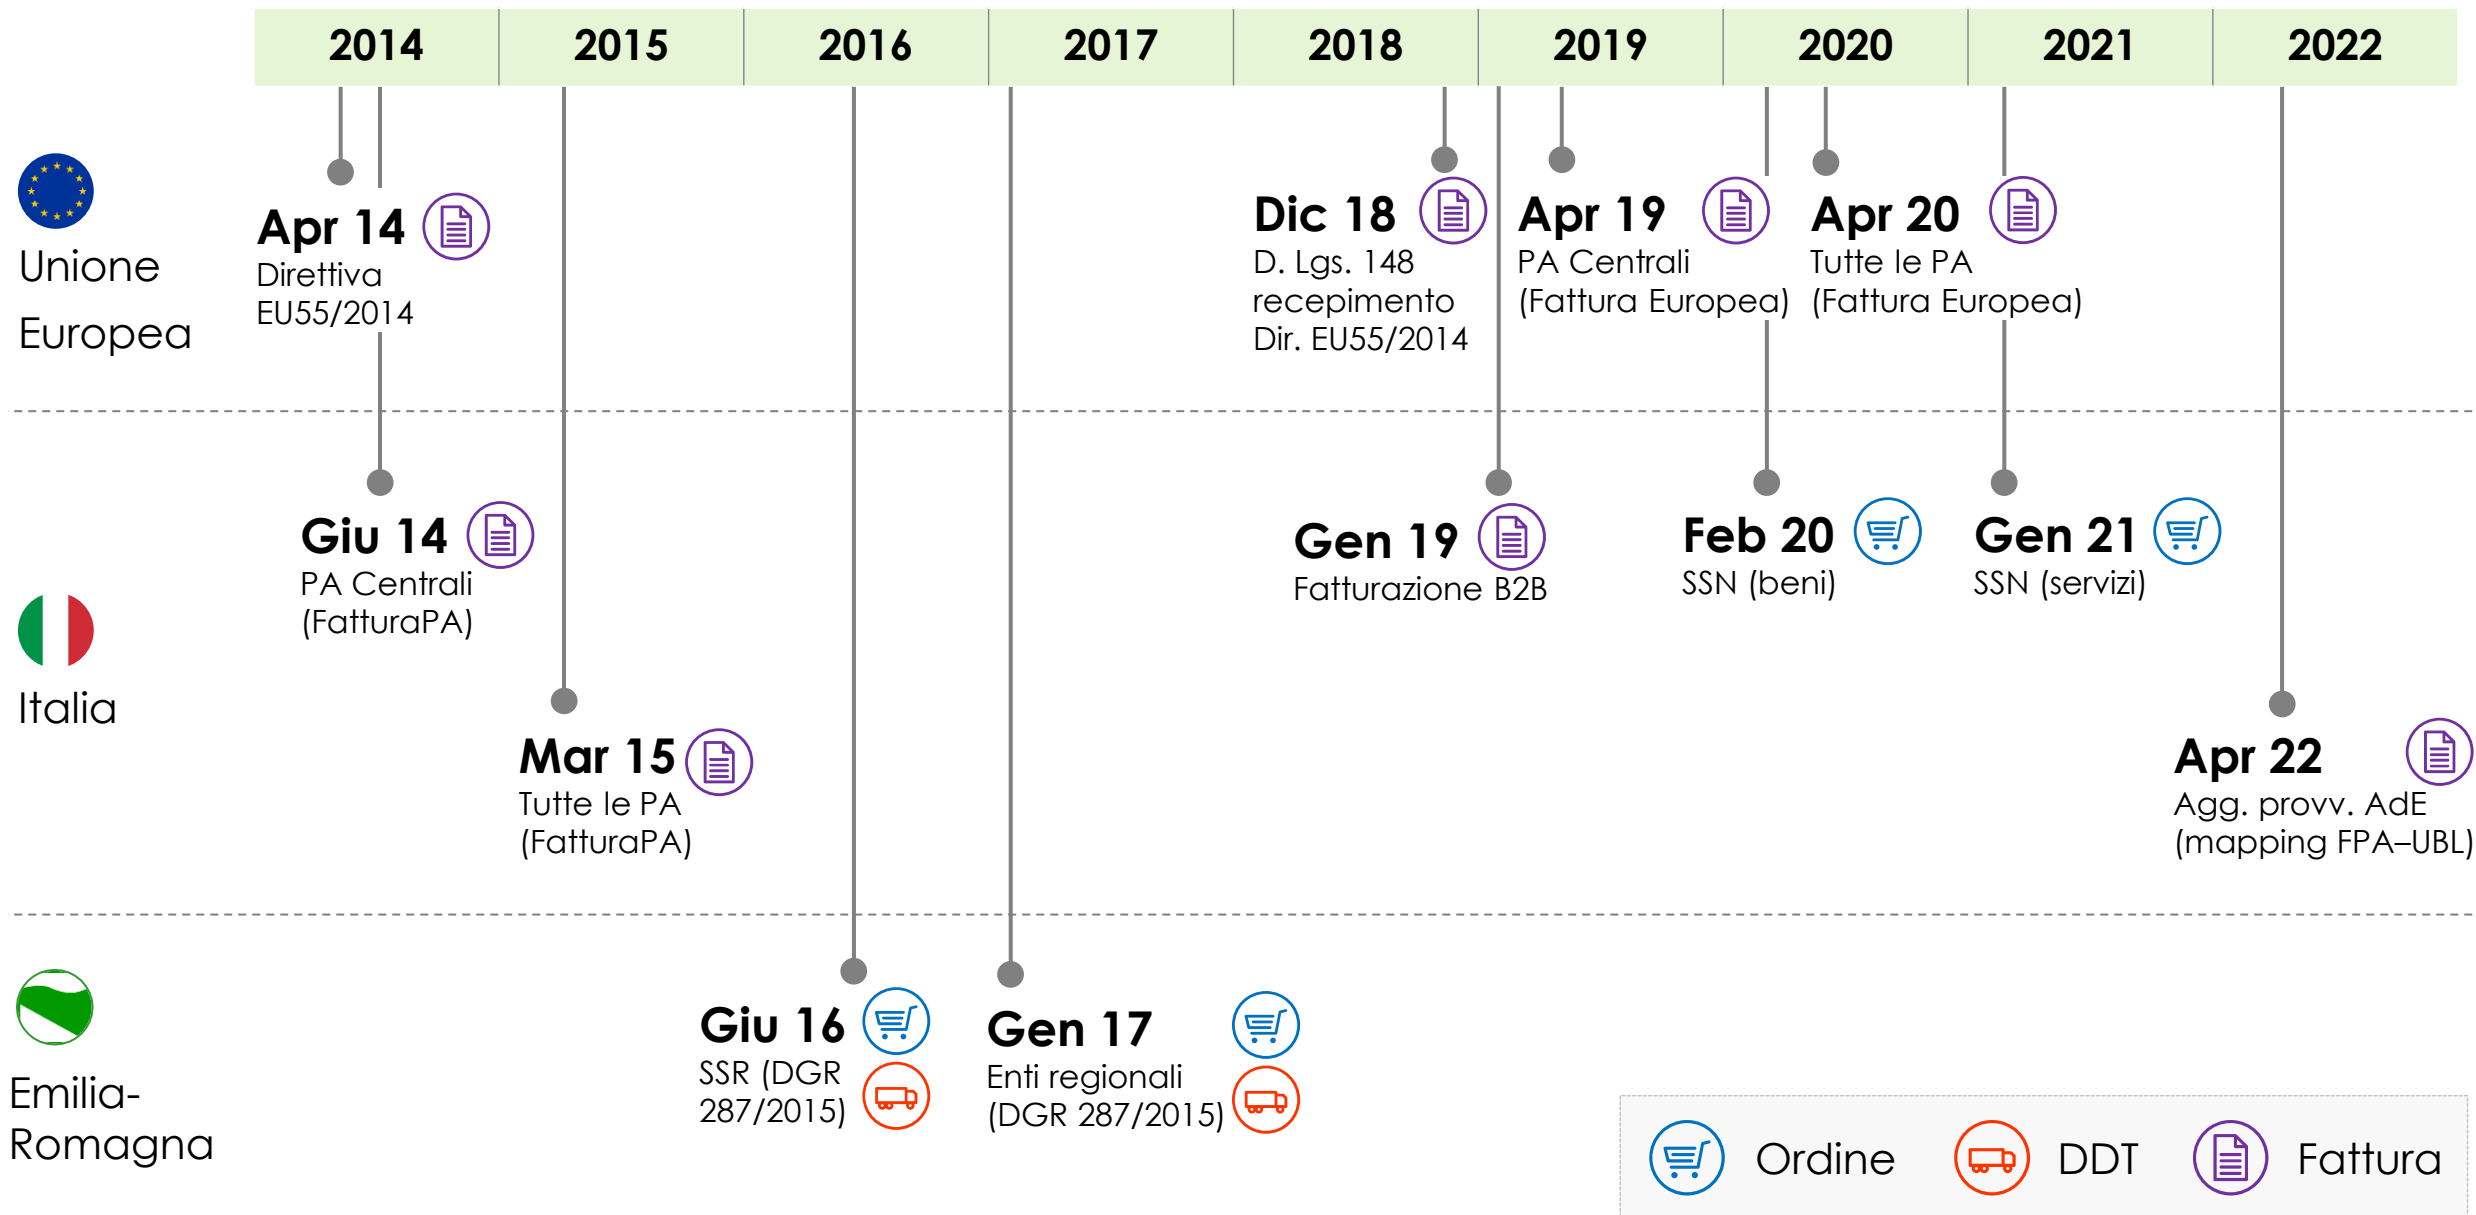 2014
2015
2016
2017
2018
2019
2020
2021
2022
Unione
Europea
Apr 14
Direttiva
EU55/2014
Dic 18
D. Lgs. 148
recepimento
Dir. EU55/2014
Apr 19
PA Centrali
(Fattura Europea)
Apr 20
Tutte le PA
(Fattura Europea)
Italia
Giu 14
PA Centrali
(FatturaPA)
Mar 15
Tutte le PA
(FatturaPA)
Gen 19
Fatturazione B2B
Feb 20
SSN (beni)
Gen 21
SSN (servizi)
Apr 22
Agg. provv. AdE
(mapping FPA–UBL)
Emilia-
Romagna
Giu 16
SSR (DGR
287/2015)
Gen 17
Enti regionali
(DGR 287/2015)
Ordine
DDT
Fattura